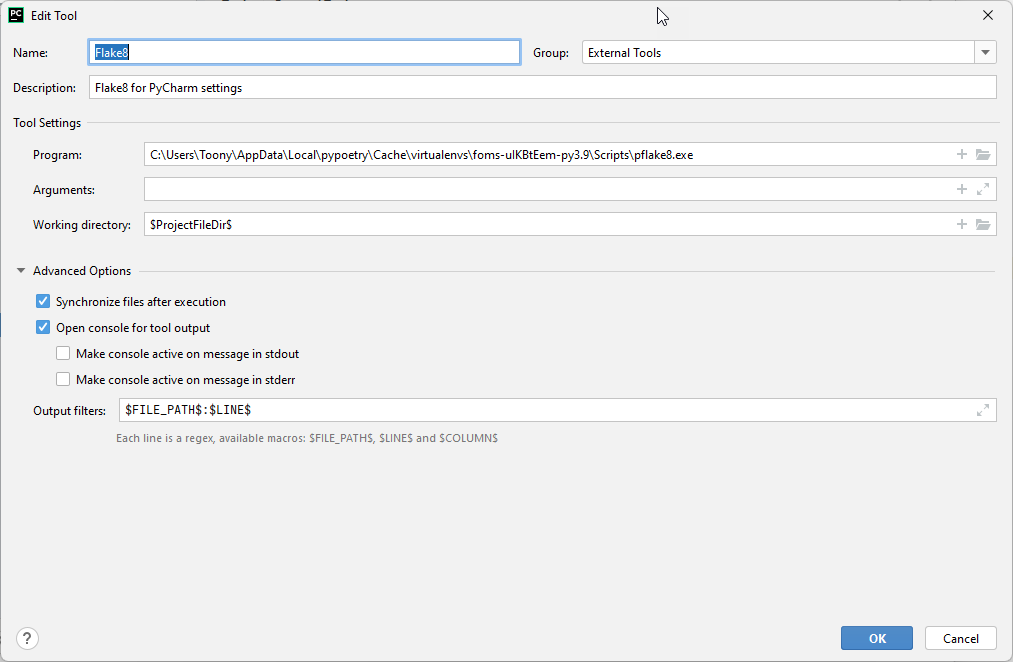 PC Edit Tool
Name: Flake8 Group: External Tools
Description: Flake8 for PyCharm settings
Tool Settings
Program: C:\Users\Toony\AppData\Local\pypoetry\Cache\virtualenvs\foms-ulKBtEem-py3.9\Scripts\pflake8.exe
Arguments:
Working directory: $ProjectFileDir$
Advanced Options
Synchronize files after execution
Open console for tool output
Make console active on message in stdout
Make console active on message in stderr
Output filters: $FILE_PATH$:$LINE$
Each line is a regex, available macros: $FILE_PATH$, $LINE$ and $COLUMN$
? OK Cancel